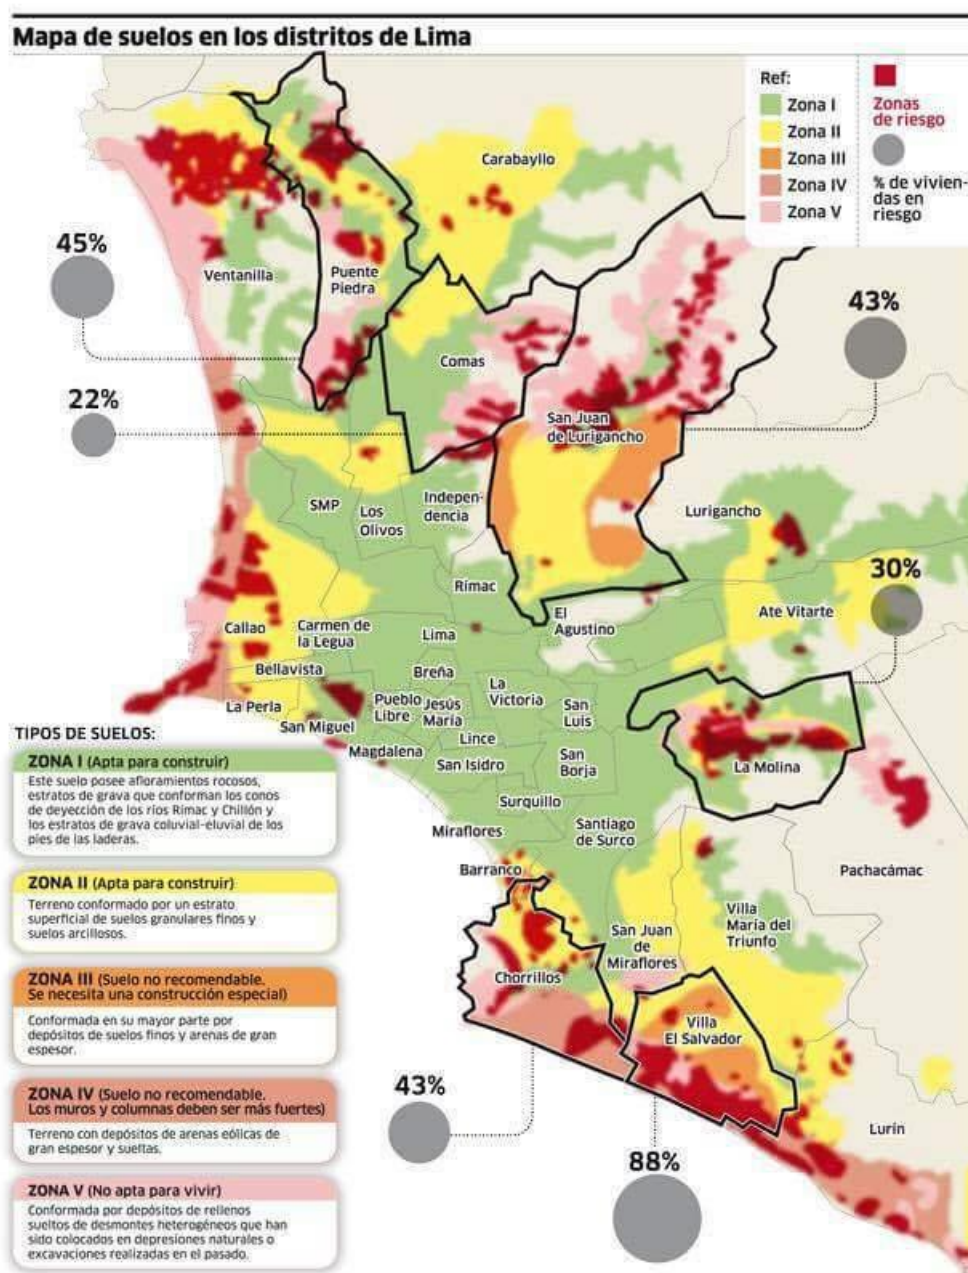 Mapa de suelos en los distritos de Lima
Ref:
Zona I
Zona II
Zona III
Zona IV
Zona V
Zonas
de riesgo
% de vivien-
das en
riesgo
Carabayllo
45%
Ventanilla
Puente
Piedra
43%
Comas
22%
San Juan
de Lurigancho
SMP
Los
Olivos
Indepen-
dencia
Lurigancho
30%
Rímac
Callao
Carmen de
la Legua
Lima
El
Agustino
Ate Vitarte
Bellavista
Breña
La
Victoria
La Perla
San Miguel
Pueblo
Libre
Jesús
María
San
Luis
Magdalena
Lince
San Isidro
San
Borja
La Molina
Surquillo
Miraflores
Santiago
de Surco
Barranco
Pachacámac
San Juan
de
Miraflores
Villa
María del
Triunfo
Chorrillos
Villa
El Salvador
43%
Lurín
88%
TIPOS DE SUELOS:
ZONA I (Apta para construir)
Este suelo posee afloramientos rocosos,
estratos de grava que conforman los conos
de deyección de los ríos Rímac y Chillón y
los estratos de grava coluvial-eluvial de los
pies de las laderas.
ZONA II (Apta para construir)
Terreno conformado por un estrato
superficial de suelos granulares finos y
suelos arcillosos.
ZONA III (Suelo no recomendable.
Se necesita una construcción especial)
Conformada en su mayor parte por
depósitos de suelos finos y arenas de gran
espesor.
ZONA IV (Suelo no recomendable.
Los muros y columnas deben ser más fuertes)
Terreno con depósitos de arenas eólicas de
gran espesor y sueltas.
ZONA V (No apta para vivir)
Conformada por depósitos de rellenos
sueltos de desmontes heterogéneos que han
sido colocados en depresiones naturales o
excavaciones realizadas en el pasado.